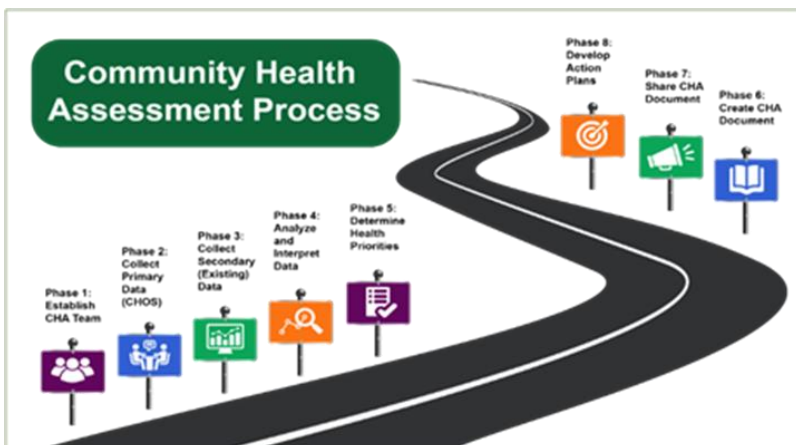 Community Health
Assessment Process
Phase 1:
Establish
CHA Team
Phase 2:
Collect
Primary
Data
(CHOS)
Phase 3:
Collect
Secondary
(Existing)
Data
Phase 4:
Analyze
and
Interpret
Data
Phase 5:
Determine
Health
Priorities
Phase 6:
Create CHA
Document
Phase 7:
Share CHA
Document
Phase 8:
Develop
Action
Plans